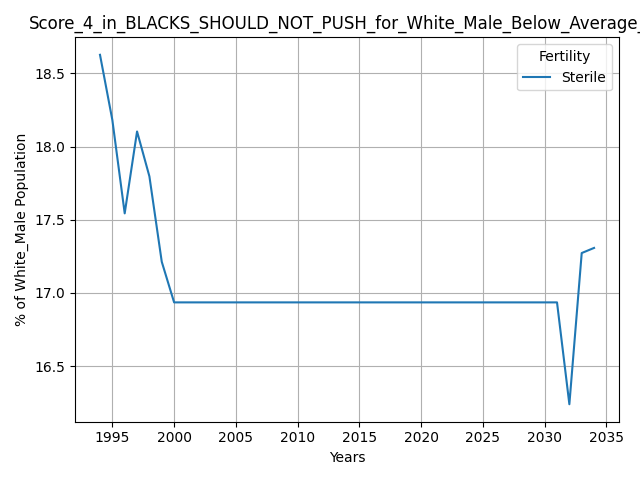 Score_4_in_BLACKS_SHOULD_NOT_PUSH_for_White_Male_Below_Average_
Fertility
Sterile
% of White_Male Population
18.5
18.0
17.5
17.0
16.5
1995 2000 2005 2010 2015 2020 2025 2030 2035
Years